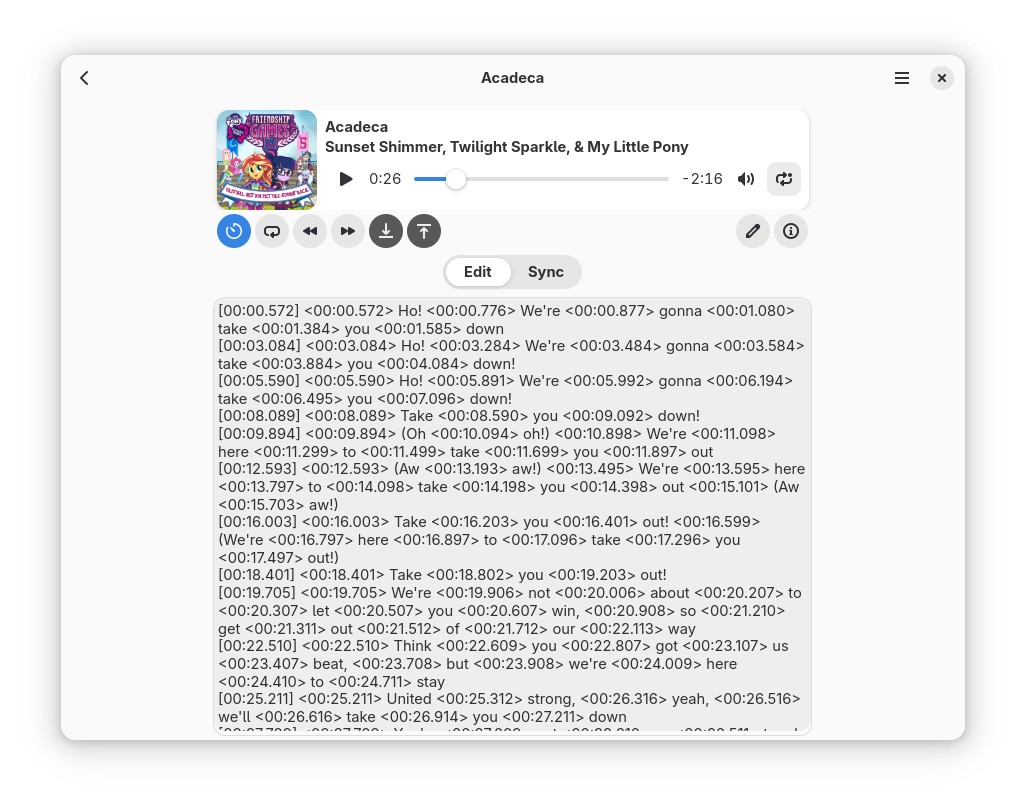 Acadeca
FRIENDSHIP
GAMES
Acadeca
Sunset Shimmer, Twilight Sparkle, & My Little Pony
0:26
-2:16
Edit
Sync
[00:00.572] <00:00.572> Ho! <00:00.776> We're <00:00.877> gonna <00:01.080>
take <00:01.384> you <00:01.585> down
[00:03.084] <00:03.084> Ho! <00:03.284> We're <00:03.484> gonna <00:03.584>
take <00:03.884> you <00:04.084> down!
[00:05.590] <00:05.590> Ho! <00:05.891> We're <00:05.992> gonna <00:06.194>
take <00:06.495> you <00:07.096> down!
[00:08.089] <00:08.089> Take <00:08.590> you <00:09.092> down!
[00:09.894] <00:09.894> (Oh <00:10.094> oh!) <00:10.898> We're <00:11.098>
here <00:11.299> to <00:11.499> take <00:11.699> you <00:11.897> out
[00:12.593] <00:12.593> (Aw <00:13.193> aw!) <00:13.495> We're <00:13.595> here
<00:13.797> to <00:14.098> take <00:14.198> you <00:14.398> out <00:15.101> (Aw
<00:15.703> aw!)
[00:16.003] <00:16.003> Take <00:16.203> you <00:16.401> out! <00:16.599>
(We're <00:16.797> here <00:16.897> to <00:17.096> take <00:17.296> you
<00:17.497> out!)
[00:18.401] <00:18.401> Take <00:18.802> you <00:19.203> out!
[00:19.705] <00:19.705> We're <00:19.906> not <00:20.006> about <00:20.207> to
<00:20.307> let <00:20.507> you <00:20.607> win, <00:20.908> so <00:21.210>
get <00:21.311> out <00:21.512> of <00:21.712> our <00:22.113> way
[00:22.510] <00:22.510> Think <00:22.609> you <00:22.807> got <00:23.107> us
<00:23.407> beat, <00:23.708> but <00:23.908> we're <00:24.009> here
<00:24.410> to <00:24.711> stay
[00:25.211] <00:25.211> United <00:25.312> strong, <00:26.316> yeah, <00:26.516>
we'll <00:26.616> take <00:26.914> you <00:27.211> down